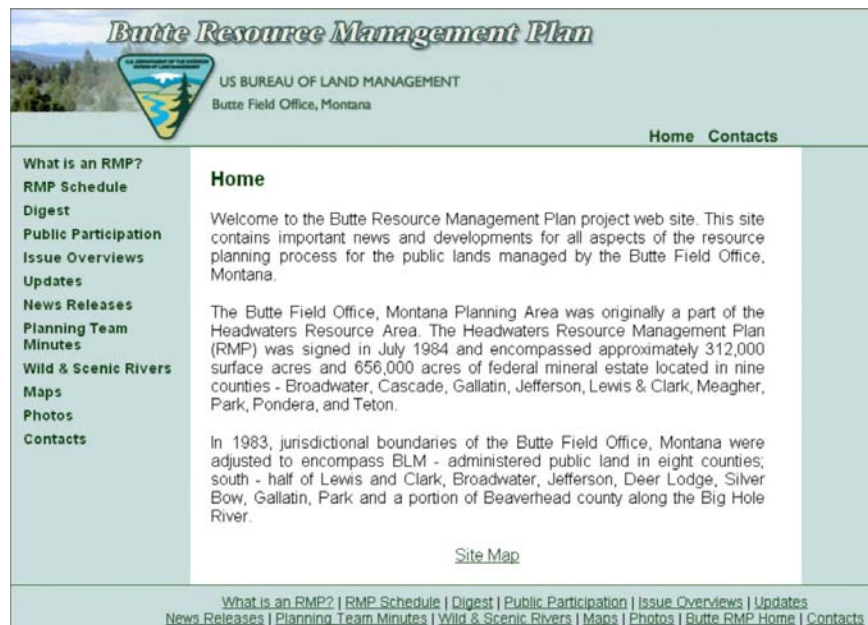 Butte Resource Management Plan
U.S. DEPARTMENT OF THE INTERIOR
BUREAU OF LAND MANAGEMENT
US BUREAU OF LAND MANAGEMENT
Butte Field Office, Montana
Home Contacts
What is an RMP?
RMP Schedule
Digest
Public Participation
Issue Overviews
Updates
News Releases
Planning Team
Minutes
Wild & Scenic Rivers
Maps
Photos
Contacts
Home
Welcome to the Butte Resource Management Plan project web site. This site
contains important news and developments for all aspects of the resource
planning process for the public lands managed by the Butte Field Office,
Montana.
The Butte Field Office, Montana Planning Area was originally a part of the
Headwaters Resource Area. The Headwaters Resource Management Plan
(RMP) was signed in July 1984 and encompassed approximately 312,000
surface acres and 656,000 acres of federal mineral estate located in nine
counties - Broadwater, Cascade, Gallatin, Jefferson, Lewis & Clark, Meagher,
Park, Pondera, and Teton.
In 1983, jurisdictional boundaries of the Butte Field Office, Montana were
adjusted to encompass BLM - administered public land in eight counties;
south - half of Lewis and Clark, Broadwater, Jefferson, Deer Lodge, Silver
Bow, Gallatin, Park and a portion of Beaverhead county along the Big Hole
River.
Site Map
What is an RMP? | RMP Schedule | Digest | Public Participation | Issue Overviews | Updates
News Releases | Planning Team Minutes | Wild & Scenic Rivers | Maps | Photos | Butte RMP Home | Contacts